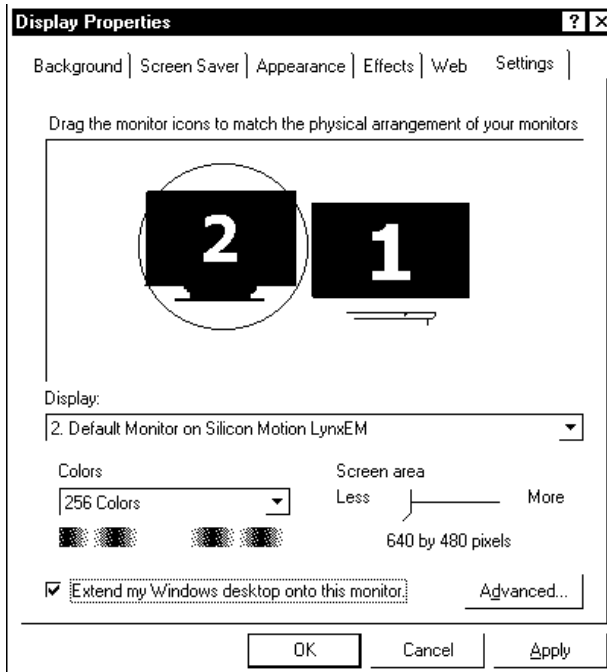 Display Properties
Background Screen Saver Appearance Effects Web Settings
Drag the monitor icons to match the physical arrangement of your monitors
2 1
Display:
2. Default Monitor on Silicon Motion LynxEM
Colors Screen area
256 Colors Less More
640 by 480 pixels
Extend my Windows desktop onto this monitor. Advanced...
OK Cancel Apply